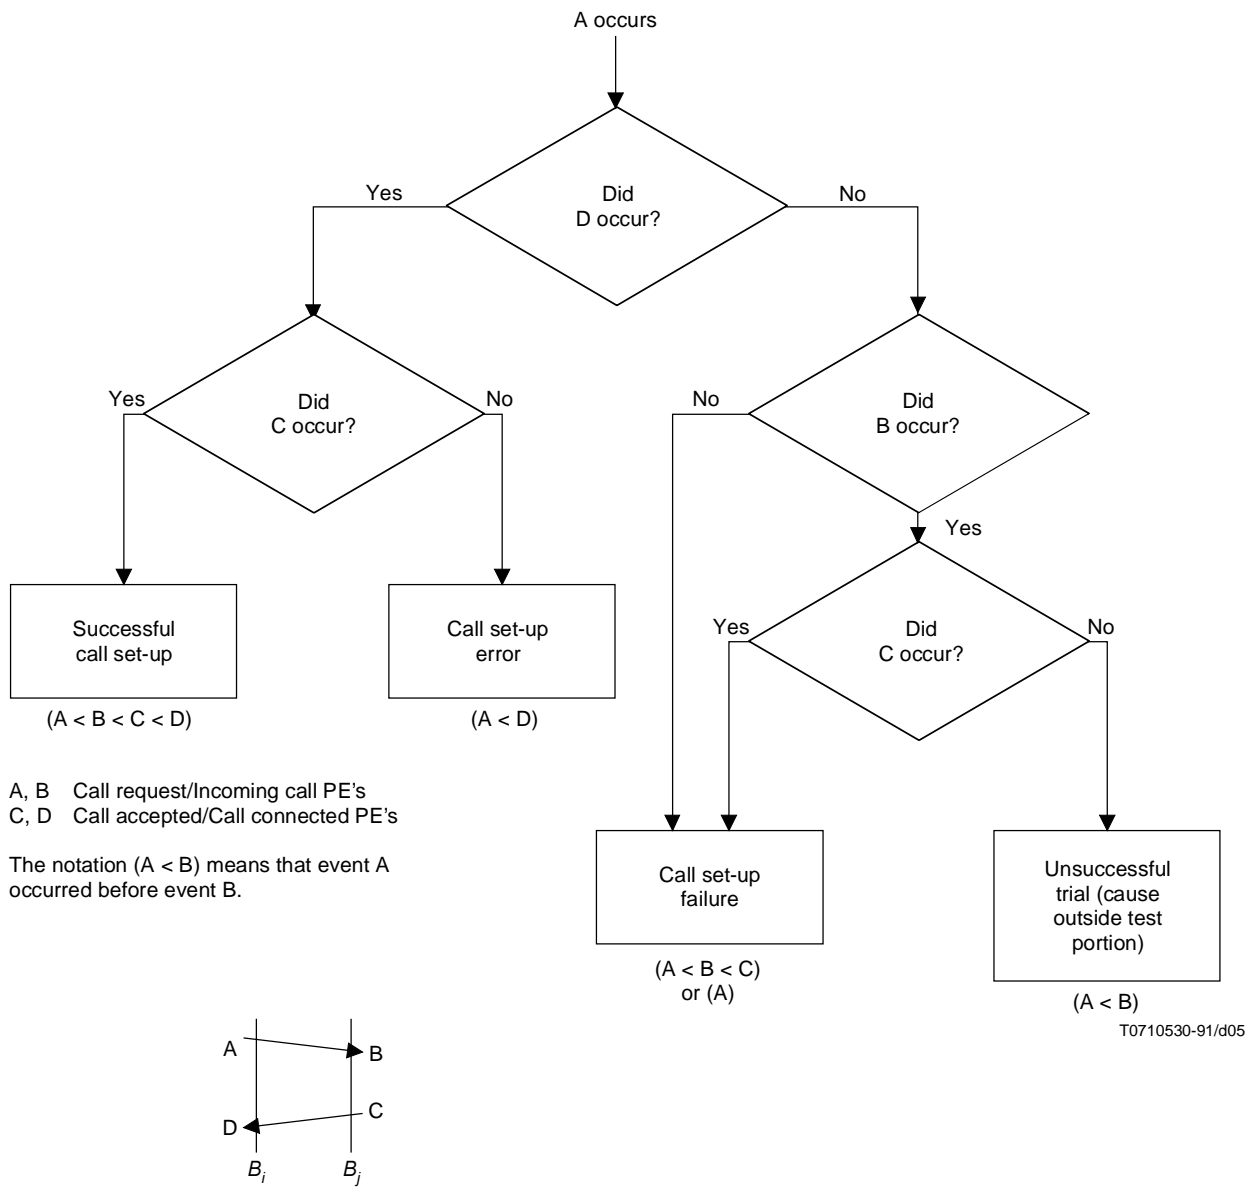 A occurs
Did
D occur?
Yes
No
Did
C occur?
Yes
No
Did
B occur?
No
Yes
Did
C occur?
Yes
No
Successful
call set-up
(A < B < C < D)
Call set-up
error
(A < D)
A, B Call request/Incoming call PE's
C, D Call accepted/Call connected PE's
The notation (A < B) means that event A
occurred before event B.
Call set-up
failure
(A < B < C)
or (A)
Unsuccessful
trial (cause
outside test
portion)
(A < B)
T0710530-91/d05
A
B
C
D
Bi
Bj